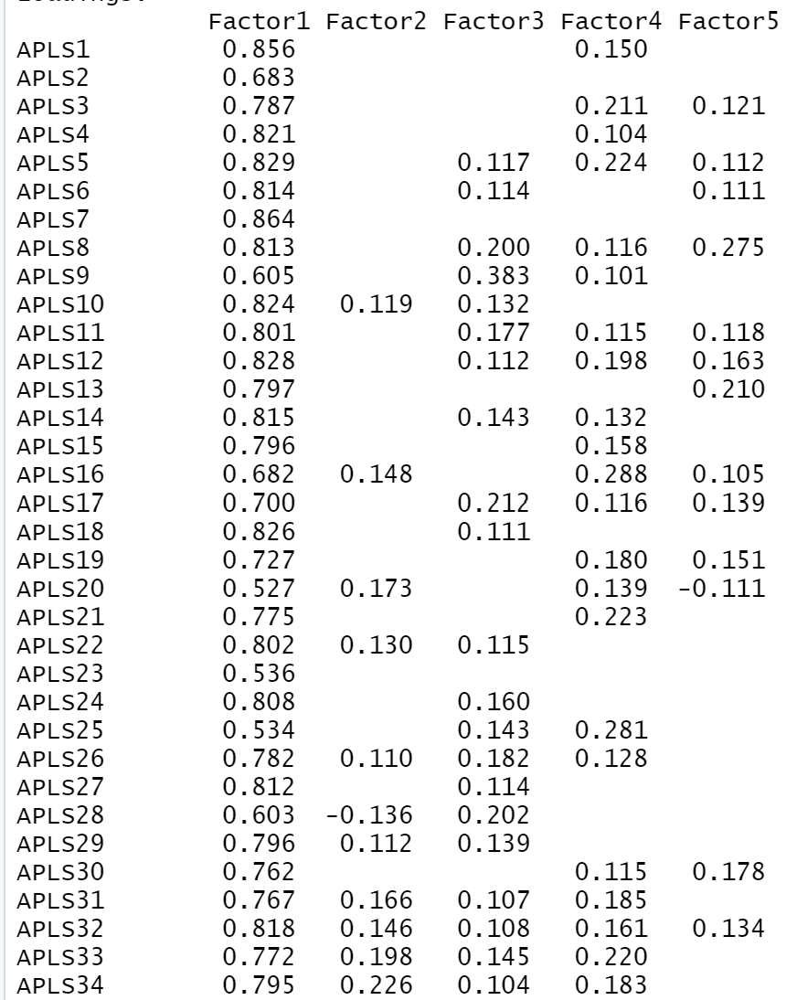 Factor1 Factor2 Factor3 Factor4 Factor5
APLS1 0.856 0.150
APLS2 0.683
APLS3 0.787 0.211 0.121
APLS4 0.821 0.104
APLS5 0.829 0.117 0.224 0.112
APLS6 0.814 0.114 0.111
APLS7 0.864
APLS8 0.813 0.200 0.116 0.275
APLS9 0.605 0.383 0.101
APLS10 0.824 0.119 0.132
APLS11 0.801 0.177 0.115 0.118
APLS12 0.828 0.112 0.198 0.163
APLS13 0.797 0.210
APLS14 0.815 0.143 0.132
APLS15 0.796 0.158
APLS16 0.682 0.148 0.288 0.105
APLS17 0.700 0.212 0.116 0.139
APLS18 0.826 0.111
APLS19 0.727 0.180 0.151
APLS20 0.527 0.173 0.139 -0.111
APLS21 0.775 0.223
APLS22 0.802 0.130 0.115
APLS23 0.536
APLS24 0.808 0.160
APLS25 0.534 0.143 0.281
APLS26 0.782 0.110 0.182 0.128
APLS27 0.812 0.114
APLS28 0.603 -0.136 0.202
APLS29 0.796 0.112 0.139
APLS30 0.762 0.115 0.178
APLS31 0.767 0.166 0.107 0.185
APLS32 0.818 0.146 0.108 0.161 0.134
APLS33 0.772 0.198 0.145 0.220
APLS34 0.795 0.226 0.104 0.183